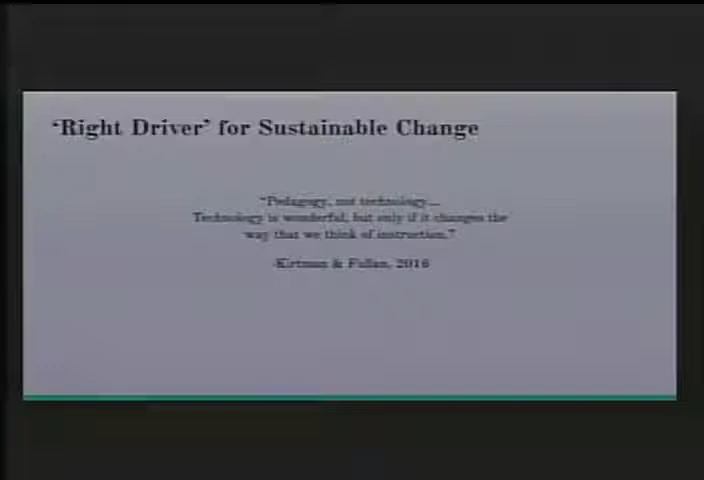 ‘Right Driver’ for Sustainable Change
“Pedagogy, not technology...
Technology is wonderful, but only if it changes the
way that we think of instruction.”
-Kirtman & Fullan, 2016